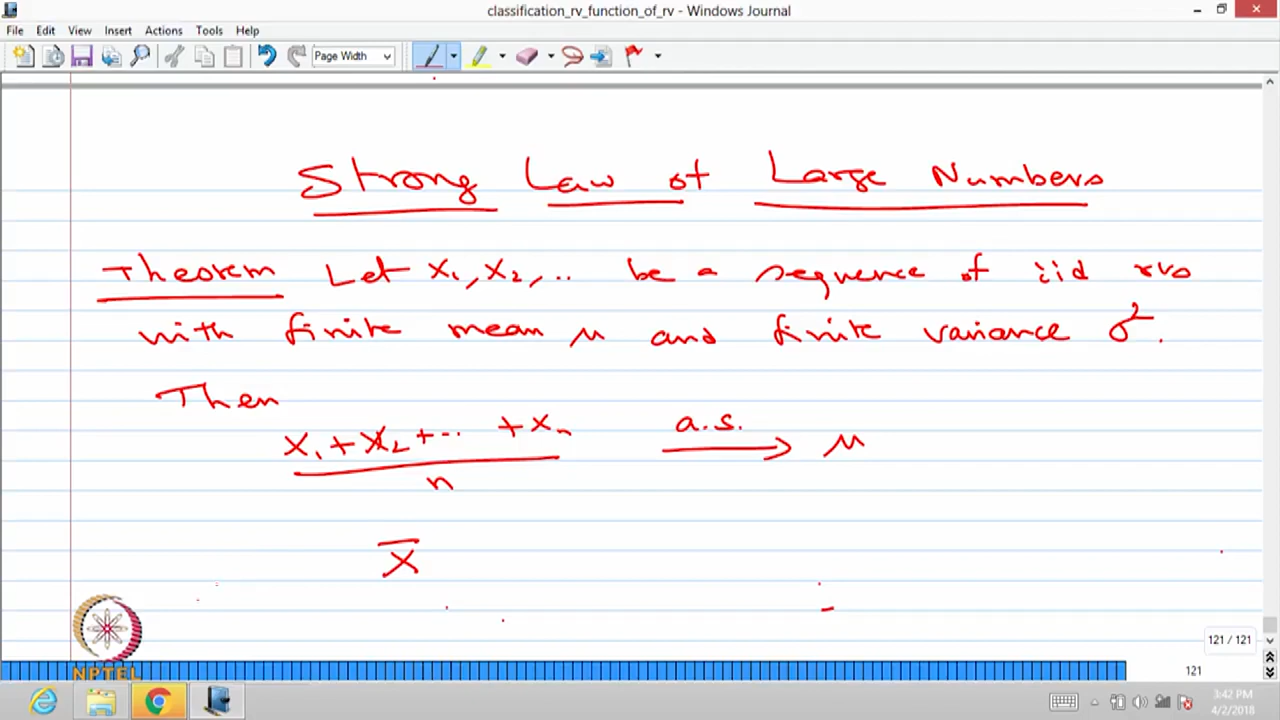 classification_rv_function_of_rv - Windows Journal
File Edit View Insert Actions Tools Help
Page Width
Strong Law of Large Numbers
Theorem Let X₁, X₂, .. be a sequence of iid rvs
with finite mean μ and finite variance σ².
Then
X₁ + X₂ + ... + Xₙ a.s. → μ
n
X̄
NPTEL
121 / 121
121
3:42 PM
4/2/2018